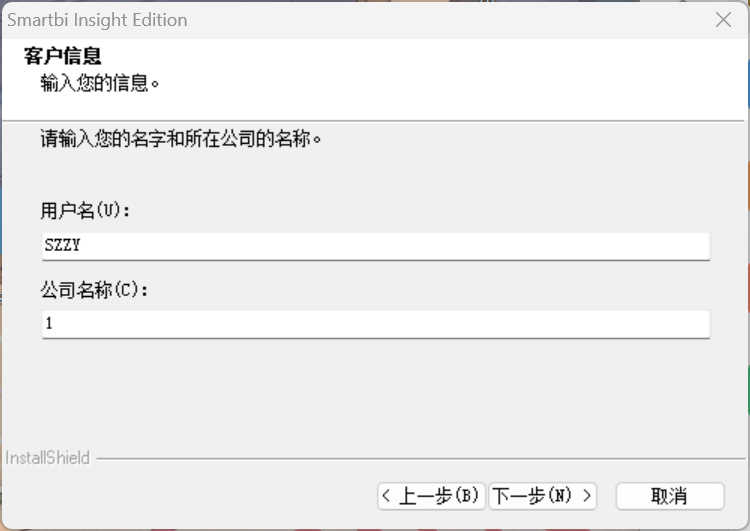 Smartbi Insight Edition
客户信息
输入您的信息。
请输入您的名字和所在公司的名称。
用户名(U)：
SZZY
公司名称(C)：
1
InstallShield
< 上一步(B) 下一步(N) > 取消